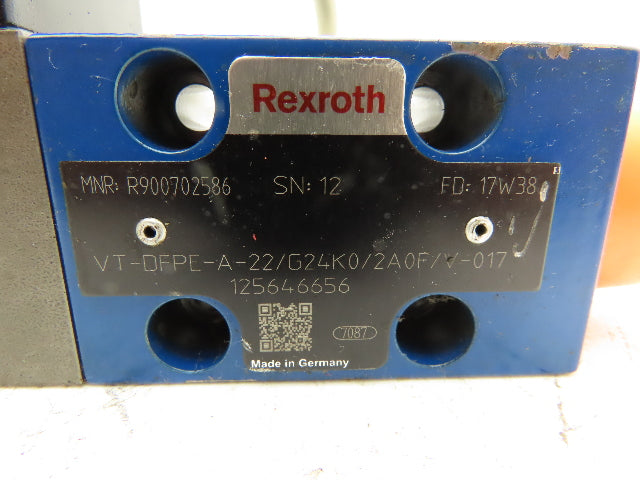 Rexroth
MNR: R900702586 SN: 12 FD: 17W38
VT-DFPE-A-22/G24K0/2A0F/V-017
125646656
7087
Made in Germany